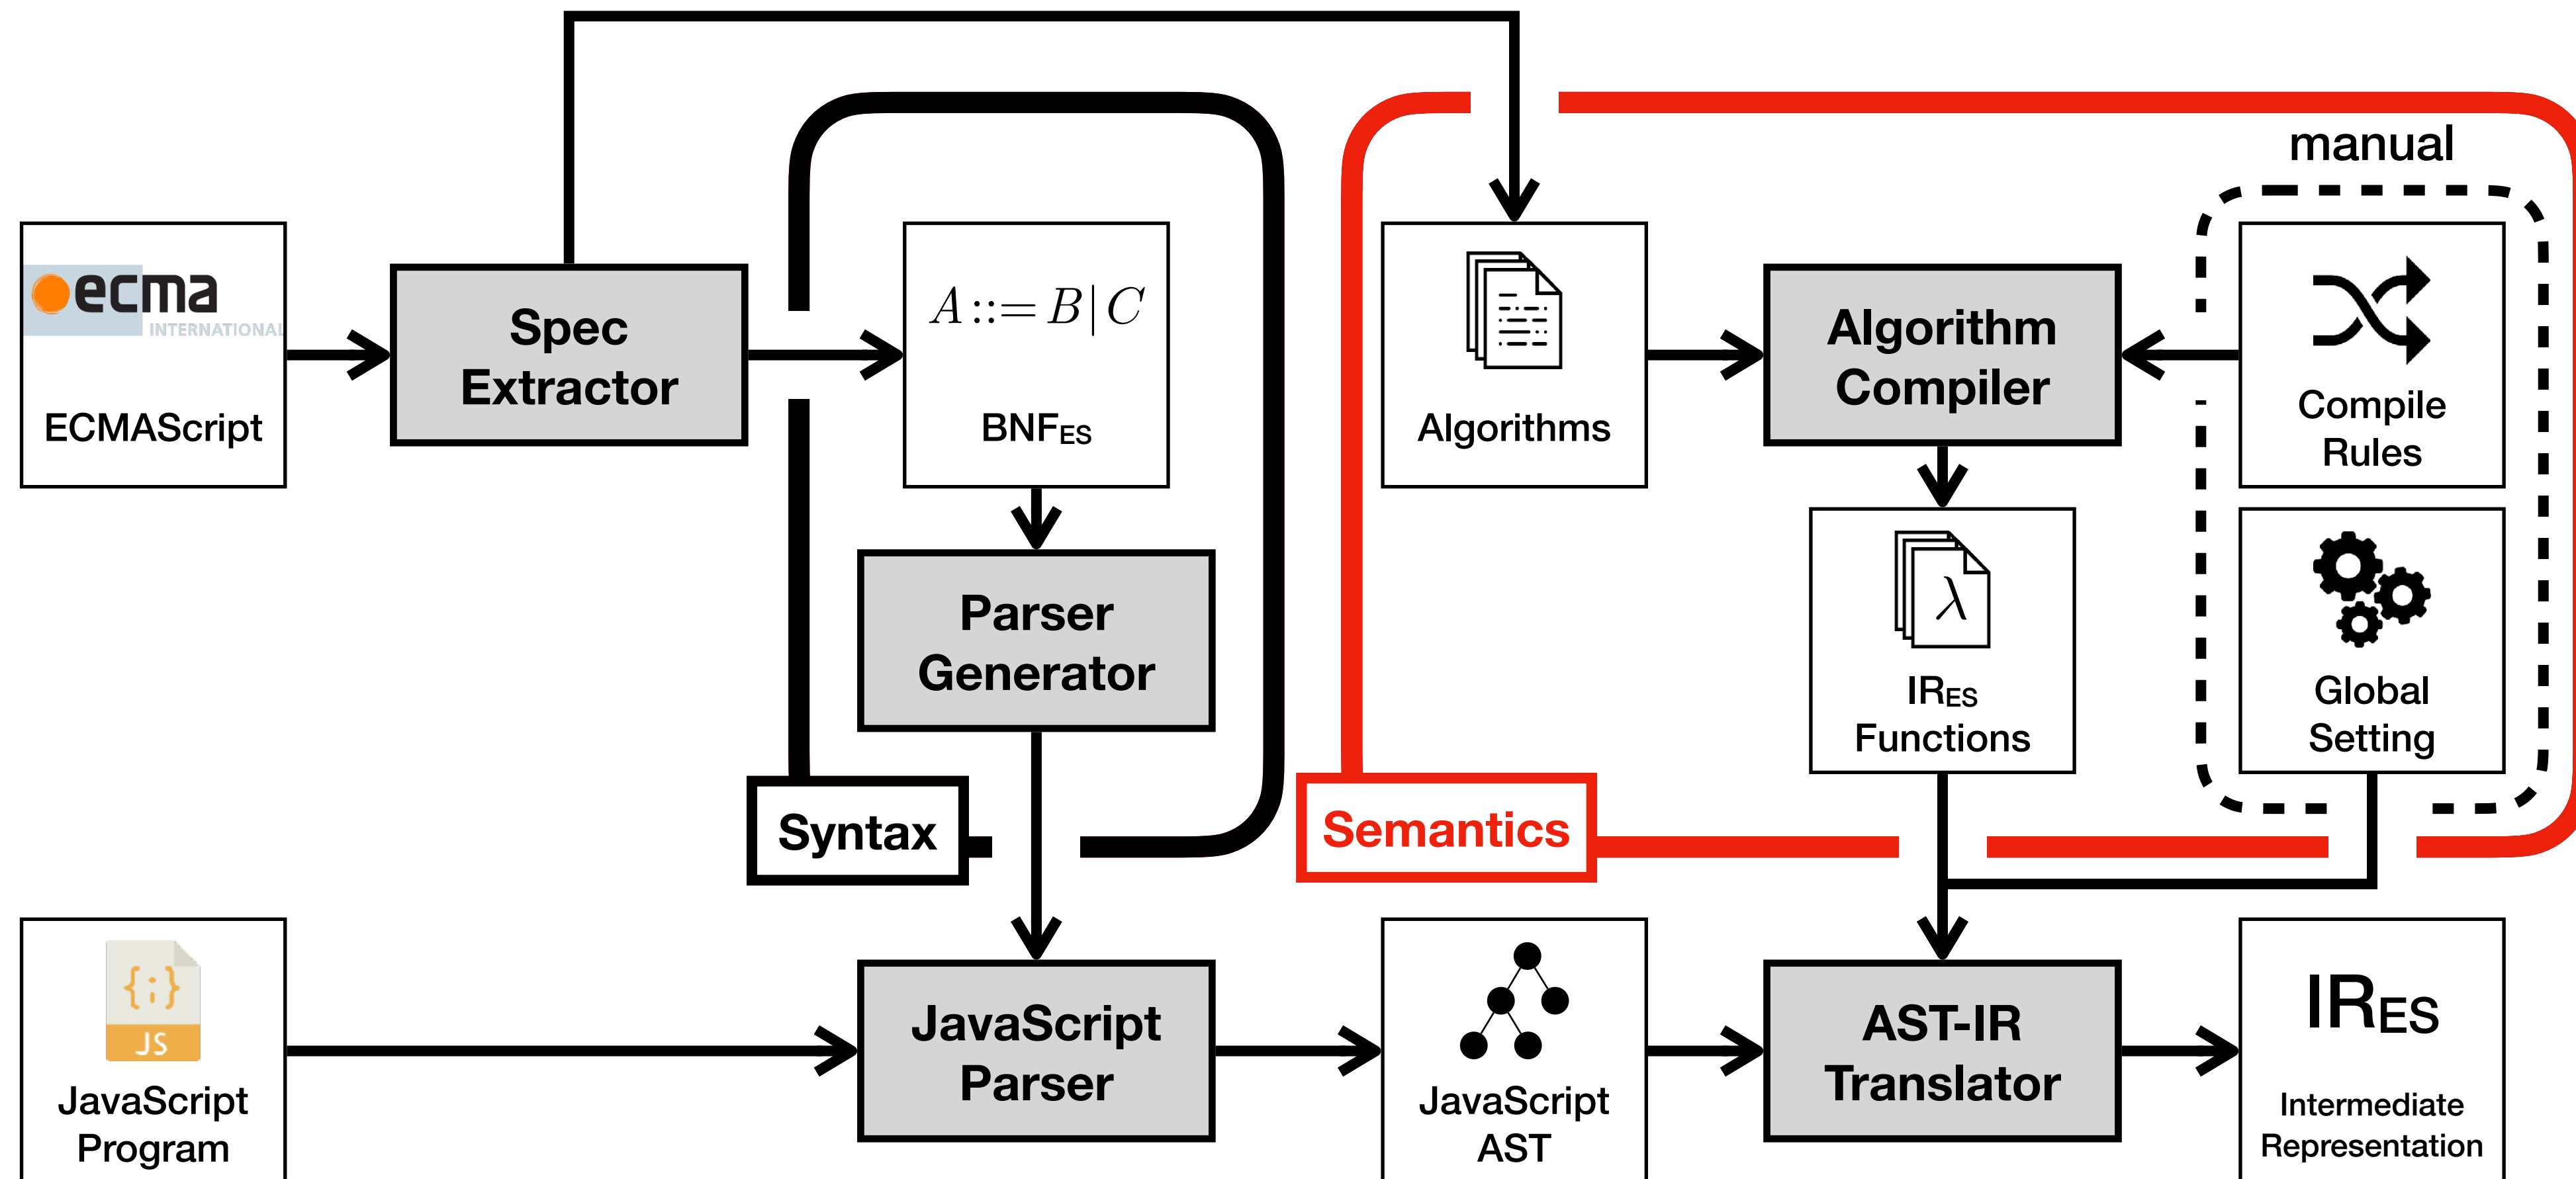 manual
ecma
INTERNATIONAL
ECMAScript
Spec
Extractor
A ::= B | C
BNFES
Algorithms
Algorithm
Compiler
Compile
Rules
Parser
Generator
λ
IRES
Functions
Global
Setting
Syntax
Semantics
{;}
JS
JavaScript
Program
JavaScript
Parser
JavaScript
AST
AST-IR
Translator
IRES
Intermediate
Representation